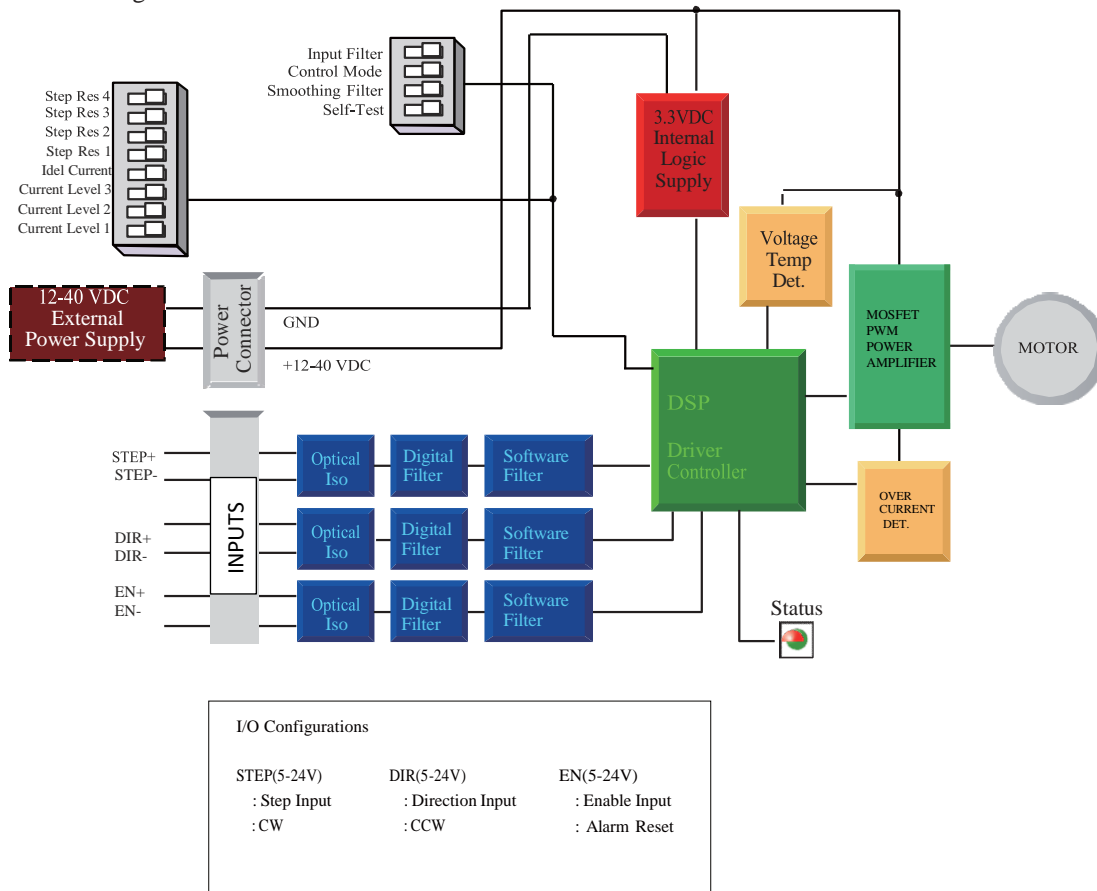 Input Filter
Control Mode
Smoothing Filter
Self-Test
Step Res 4
Step Res 3
Step Res 2
Step Res 1
Idel Current
Current Level 3
Current Level 2
Current Level 1
3.3VDC
Internal
Logic
Supply
Voltage
Temp
Det.
12-40 VDC
External
Power Supply
Power
Connector
GND
+12-40 VDC
MOSFET
PWM
POWER
AMPLIFIER
MOTOR
DSP
Driver
Controller
OVER
CURRENT
DET.
STEP+
STEP-
DIR+
DIR-
EN+
EN-
INPUTS
Optical
Iso
Digital
Filter
Software
Filter
Optical
Iso
Digital
Filter
Software
Filter
Optical
Iso
Digital
Filter
Software
Filter
Status
I/O Configurations
STEP(5-24V)
: Step Input
: CW
DIR(5-24V)
: Direction Input
: CCW
EN(5-24V)
: Enable Input
: Alarm Reset